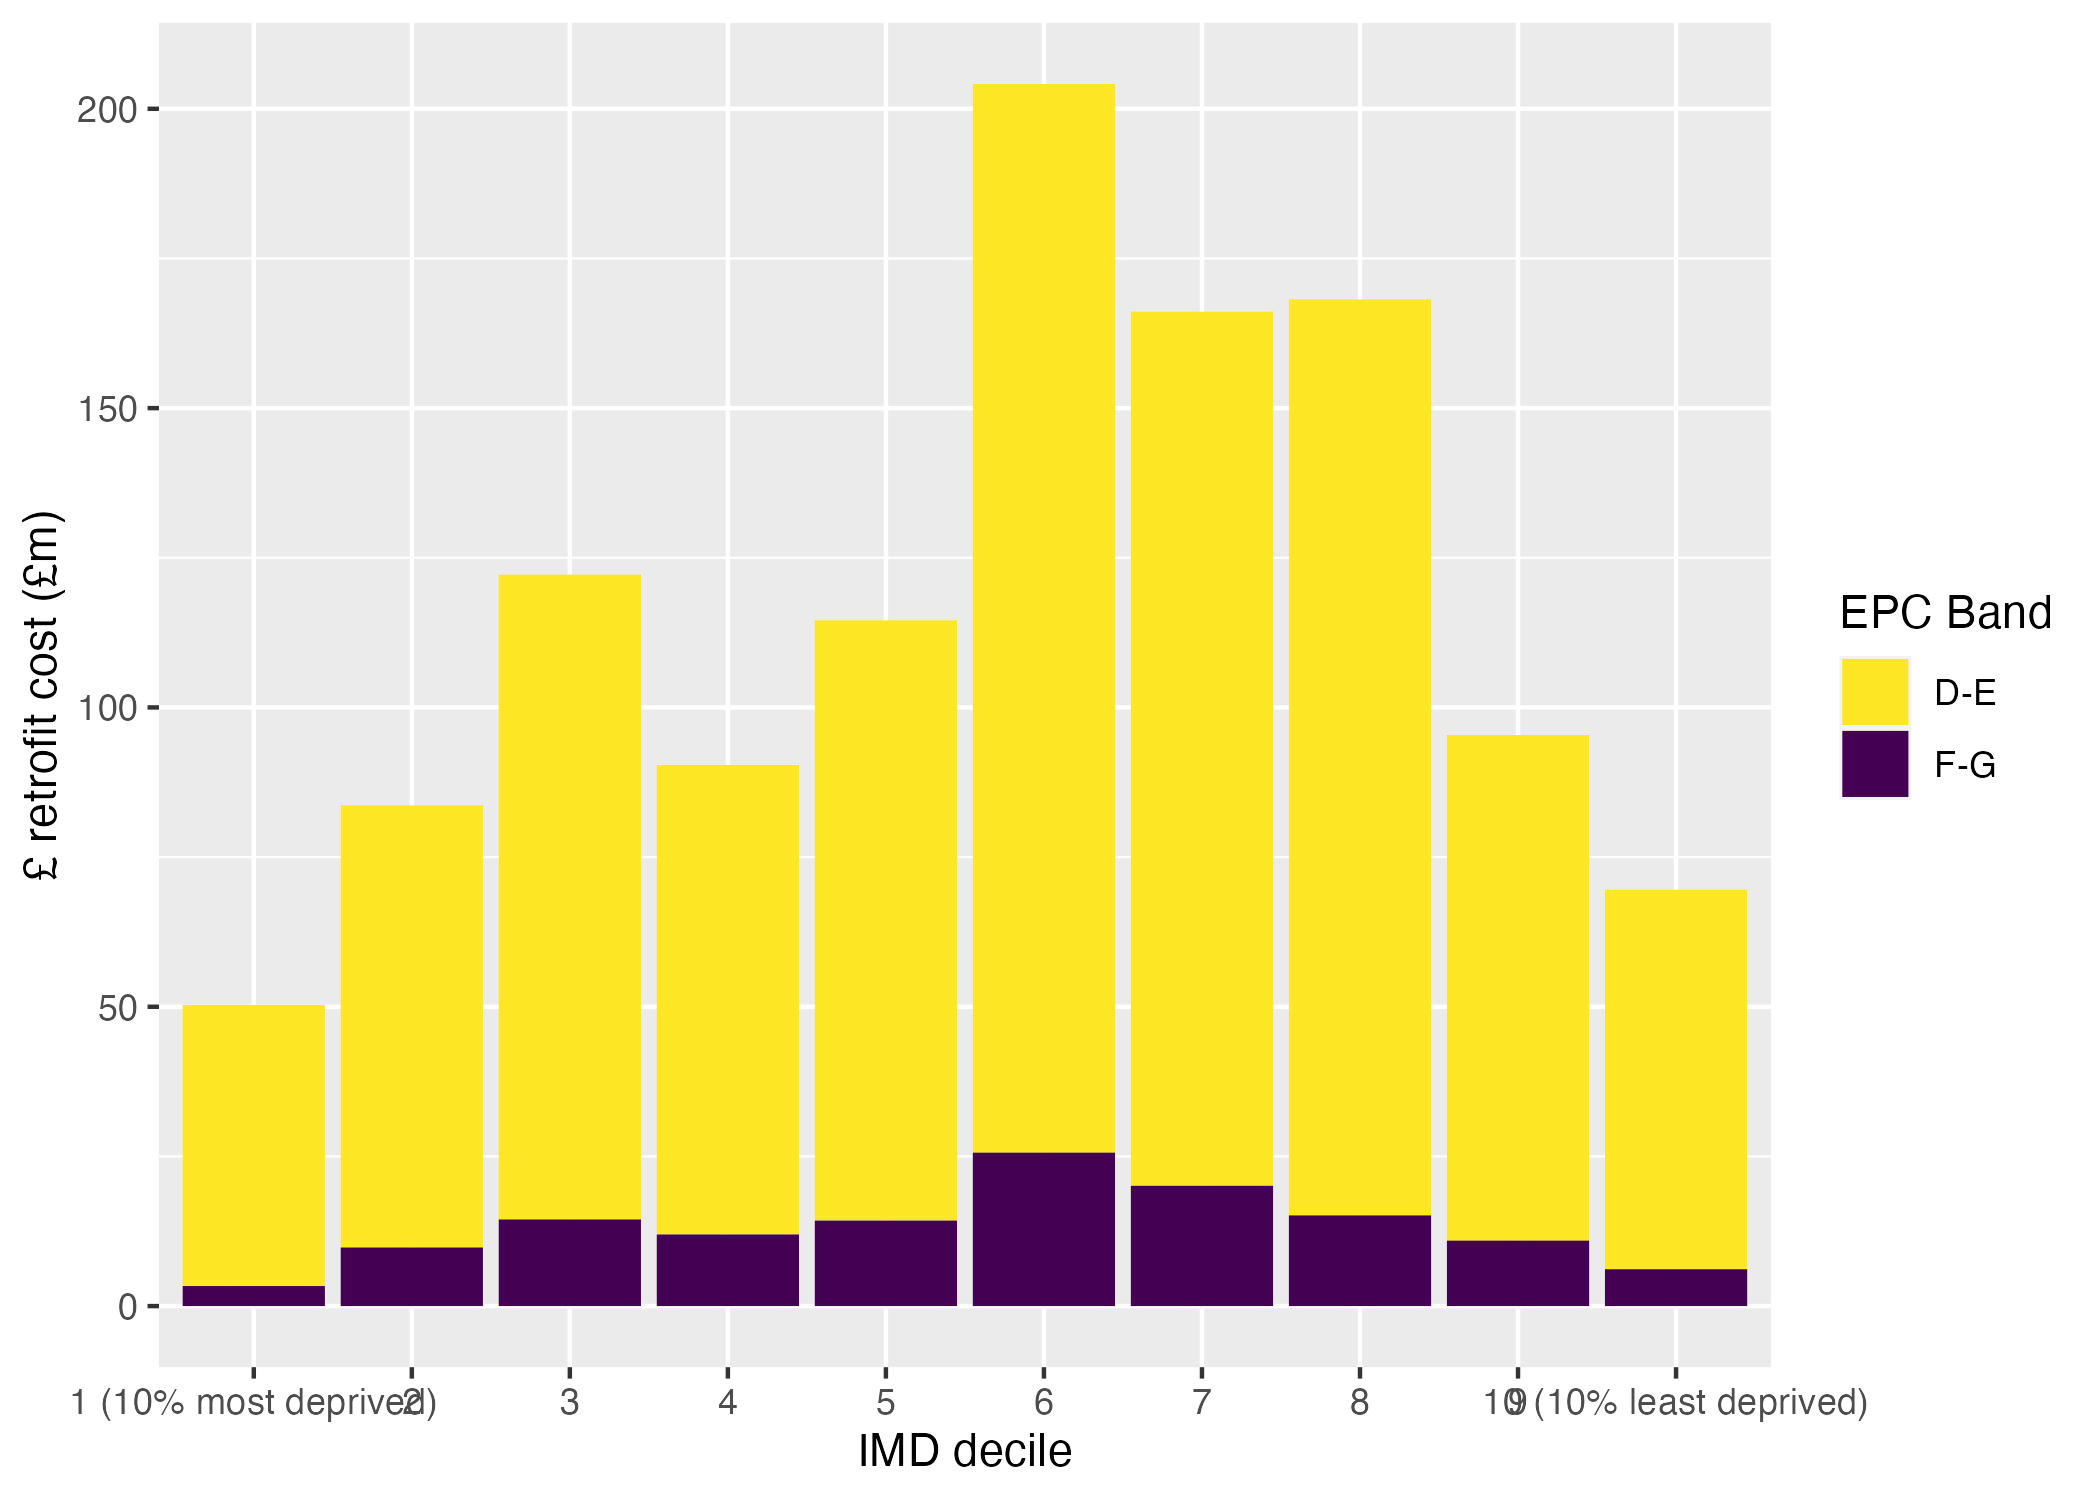 200
150
100
50
0
£ retrofit cost (£m)
1 (10% most deprived)
2
3
4
5
6
7
8
9
10 (10% least deprived)
IMD decile
EPC Band
D-E
F-G